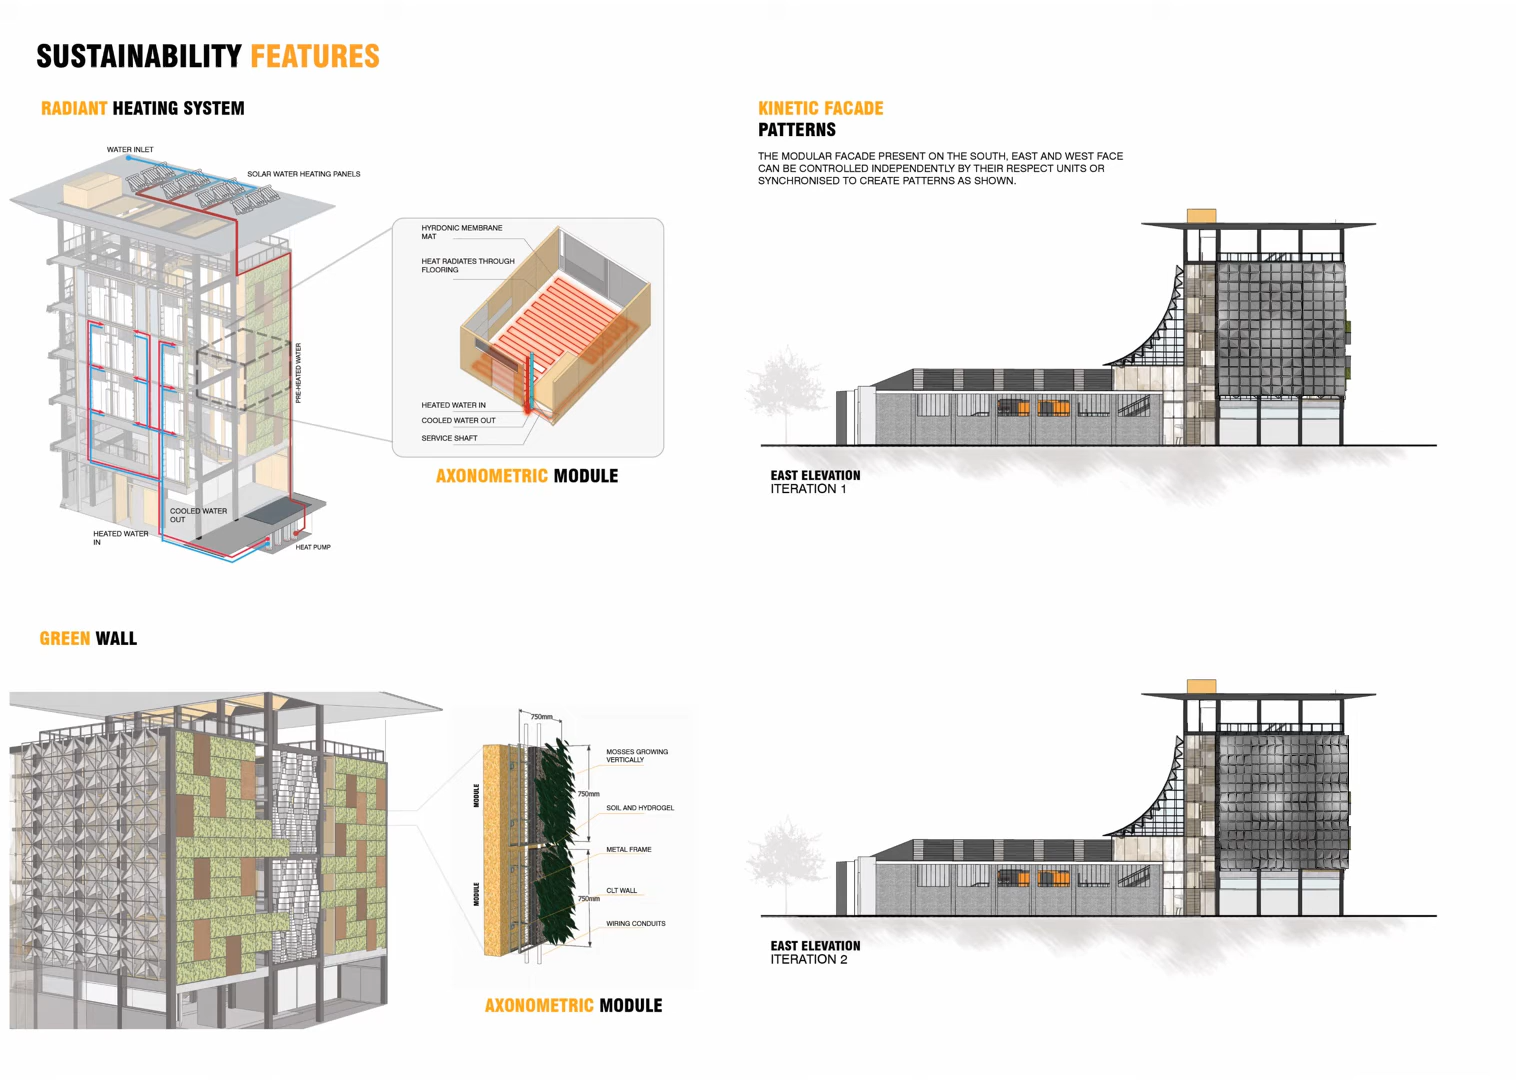 SUSTAINABILITY FEATURES
RADIANT HEATING SYSTEM
WATER INLET
SOLAR WATER HEATING PANELS
PRE-HEATED WATER
COOLED WATER
OUT
HEATED WATER
IN
HEAT PUMP
HYRDONIC MEMBRANE
MAT
HEAT RADIATES THROUGH
FLOORING
HEATED WATER IN
COOLED WATER OUT
SERVICE SHAFT
AXONOMETRIC MODULE
KINETIC FACADE
PATTERNS
THE MODULAR FACADE PRESENT ON THE SOUTH, EAST AND WEST FACE
CAN BE CONTROLLED INDEPENDENTLY BY THEIR RESPECT UNITS OR
SYNCHRONISED TO CREATE PATTERNS AS SHOWN.
EAST ELEVATION
ITERATION 1
GREEN WALL
750mm
MODULE
MODULE
750mm
750mm
MOSSES GROWING
VERTICALLY
SOIL AND HYDROGEL
METAL FRAME
CLT WALL
WIRING CONDUITS
AXONOMETRIC MODULE
EAST ELEVATION
ITERATION 2